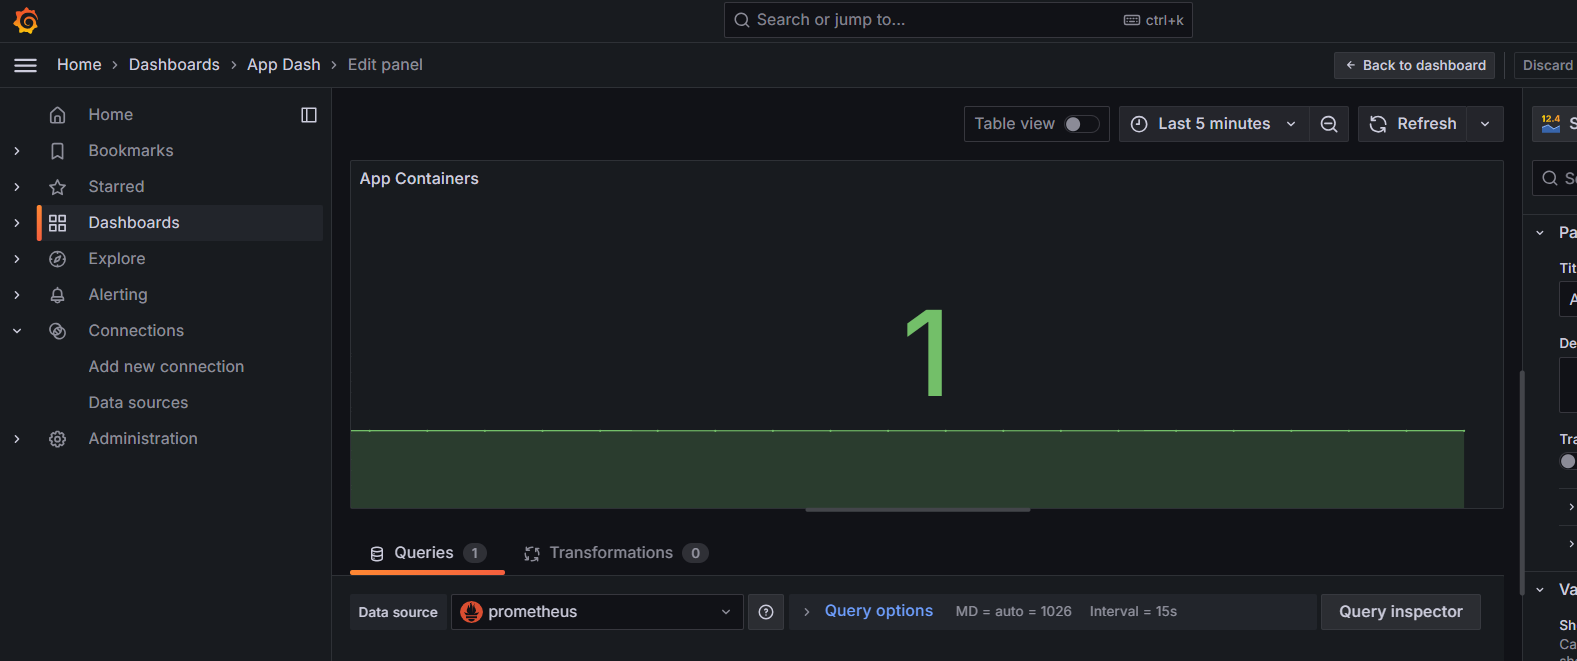 Search or jump to...
ctrl+k
Home › Dashboards › App Dash › Edit panel
Back to dashboard
Discard
Home
Bookmarks
Starred
Dashboards
Explore
Alerting
Connections
Add new connection
Data sources
Administration
Table view
Last 5 minutes
Refresh
App Containers
1
Queries 1
Transformations 0
Data source
prometheus
Query options
MD = auto = 1026
Interval = 15s
Query inspector
12.4
S
Se
Pa
Tit
A
De
Tra
Va
Sh
Ca